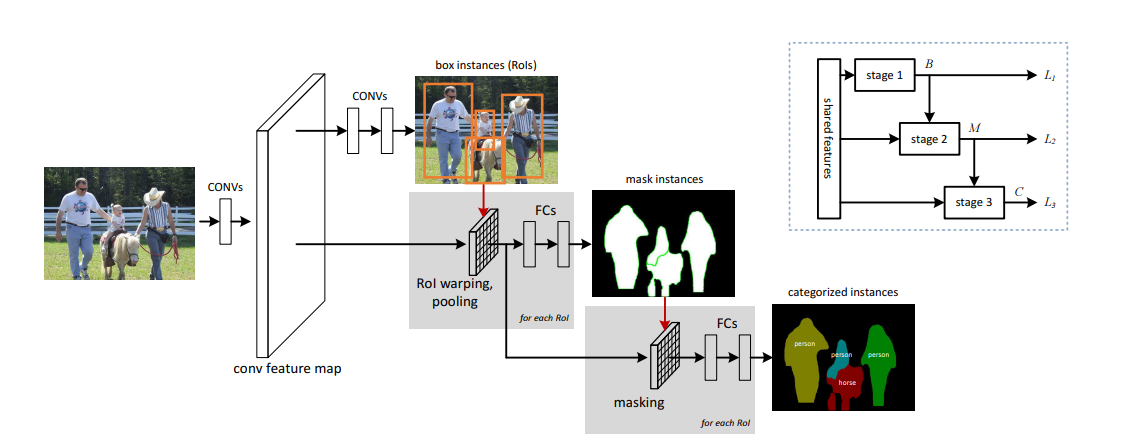 CONVs
conv feature map
CONVs
box instances (RoIs)
RoI warping,
pooling
FCs
for each RoI
mask instances
masking
FCs
for each RoI
categorized instances
person
person
person
horse
shared features
stage 1
B
L1
stage 2
M
L2
stage 3
C
L3